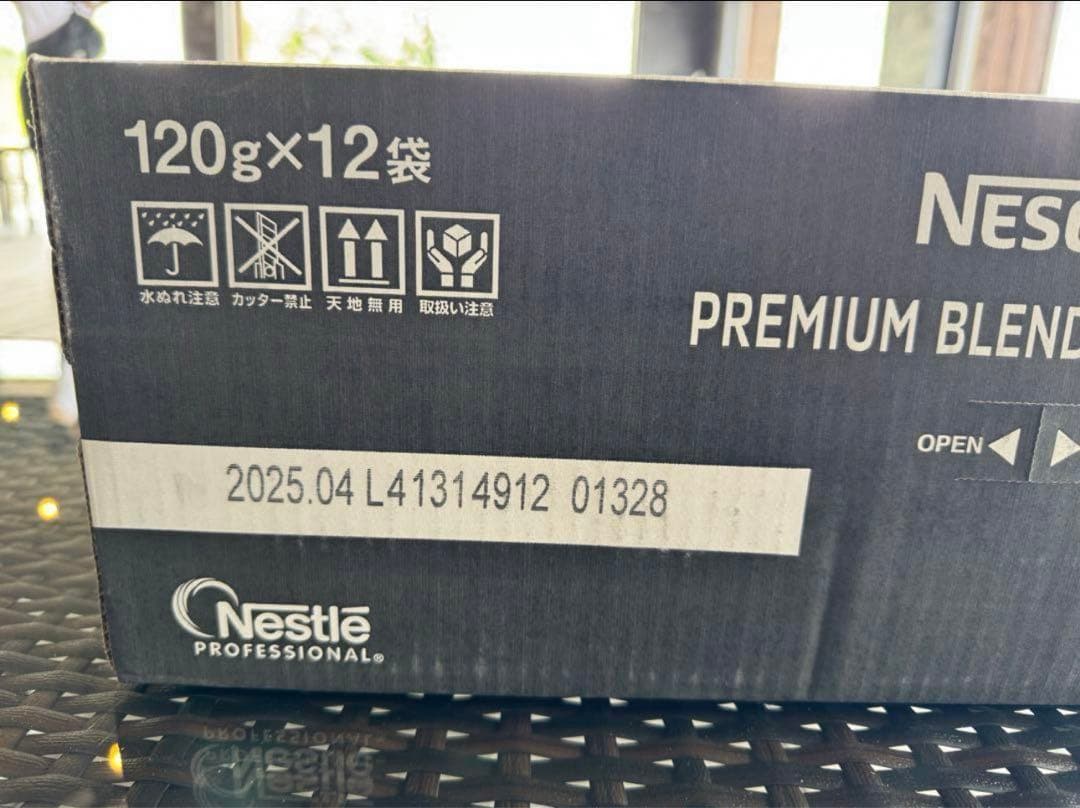 120g×12袋
水ぬれ注意 カッター禁止 天地無用 取扱い注意
NESC
PREMIUM BLEND
OPEN
2025.04 L41314912 01328
Nestlé
PROFESSIONAL®